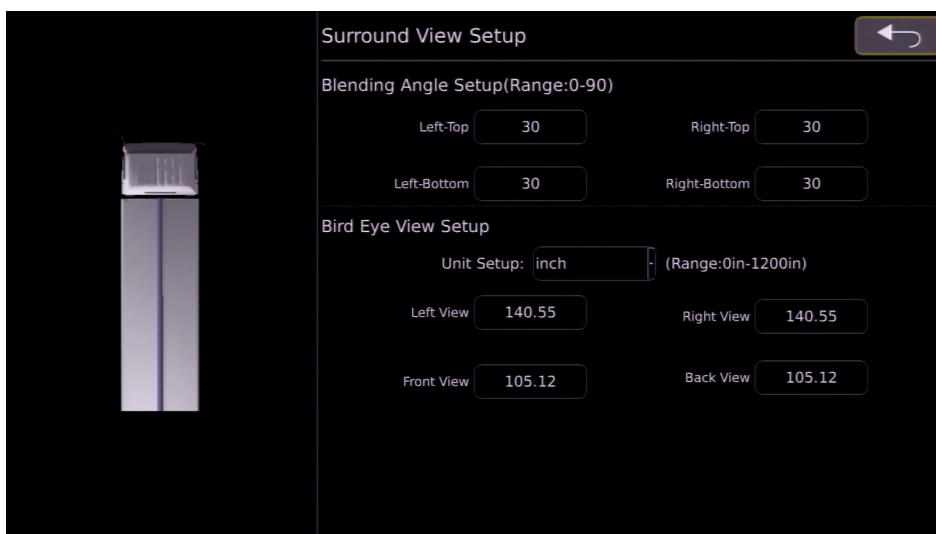 Surround View Setup
Blending Angle Setup(Range:0-90)
Left-Top 30 Right-Top 30
Left-Bottom 30 Right-Bottom 30
Bird Eye View Setup
Unit Setup: inch (Range:0in-1200in)
Left View 140.55 Right View 140.55
Front View 105.12 Back View 105.12